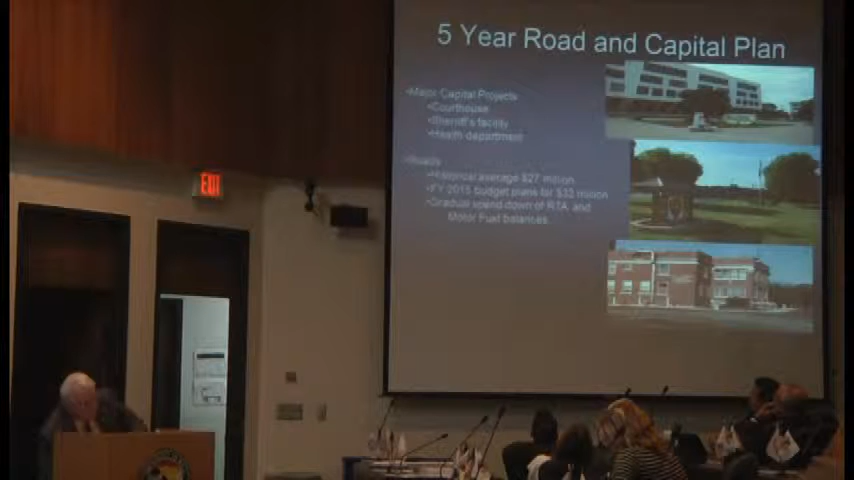 5 Year Road and Capital Plan
•Major Capital Projects
•Courthouse
•Sheriff's facility
•Health department
•Roads
•Historical average $27 million
•FY 2015 budget plans for $33 million
•Gradual spend down of RTA and
Motor Fuel balances
EXIT